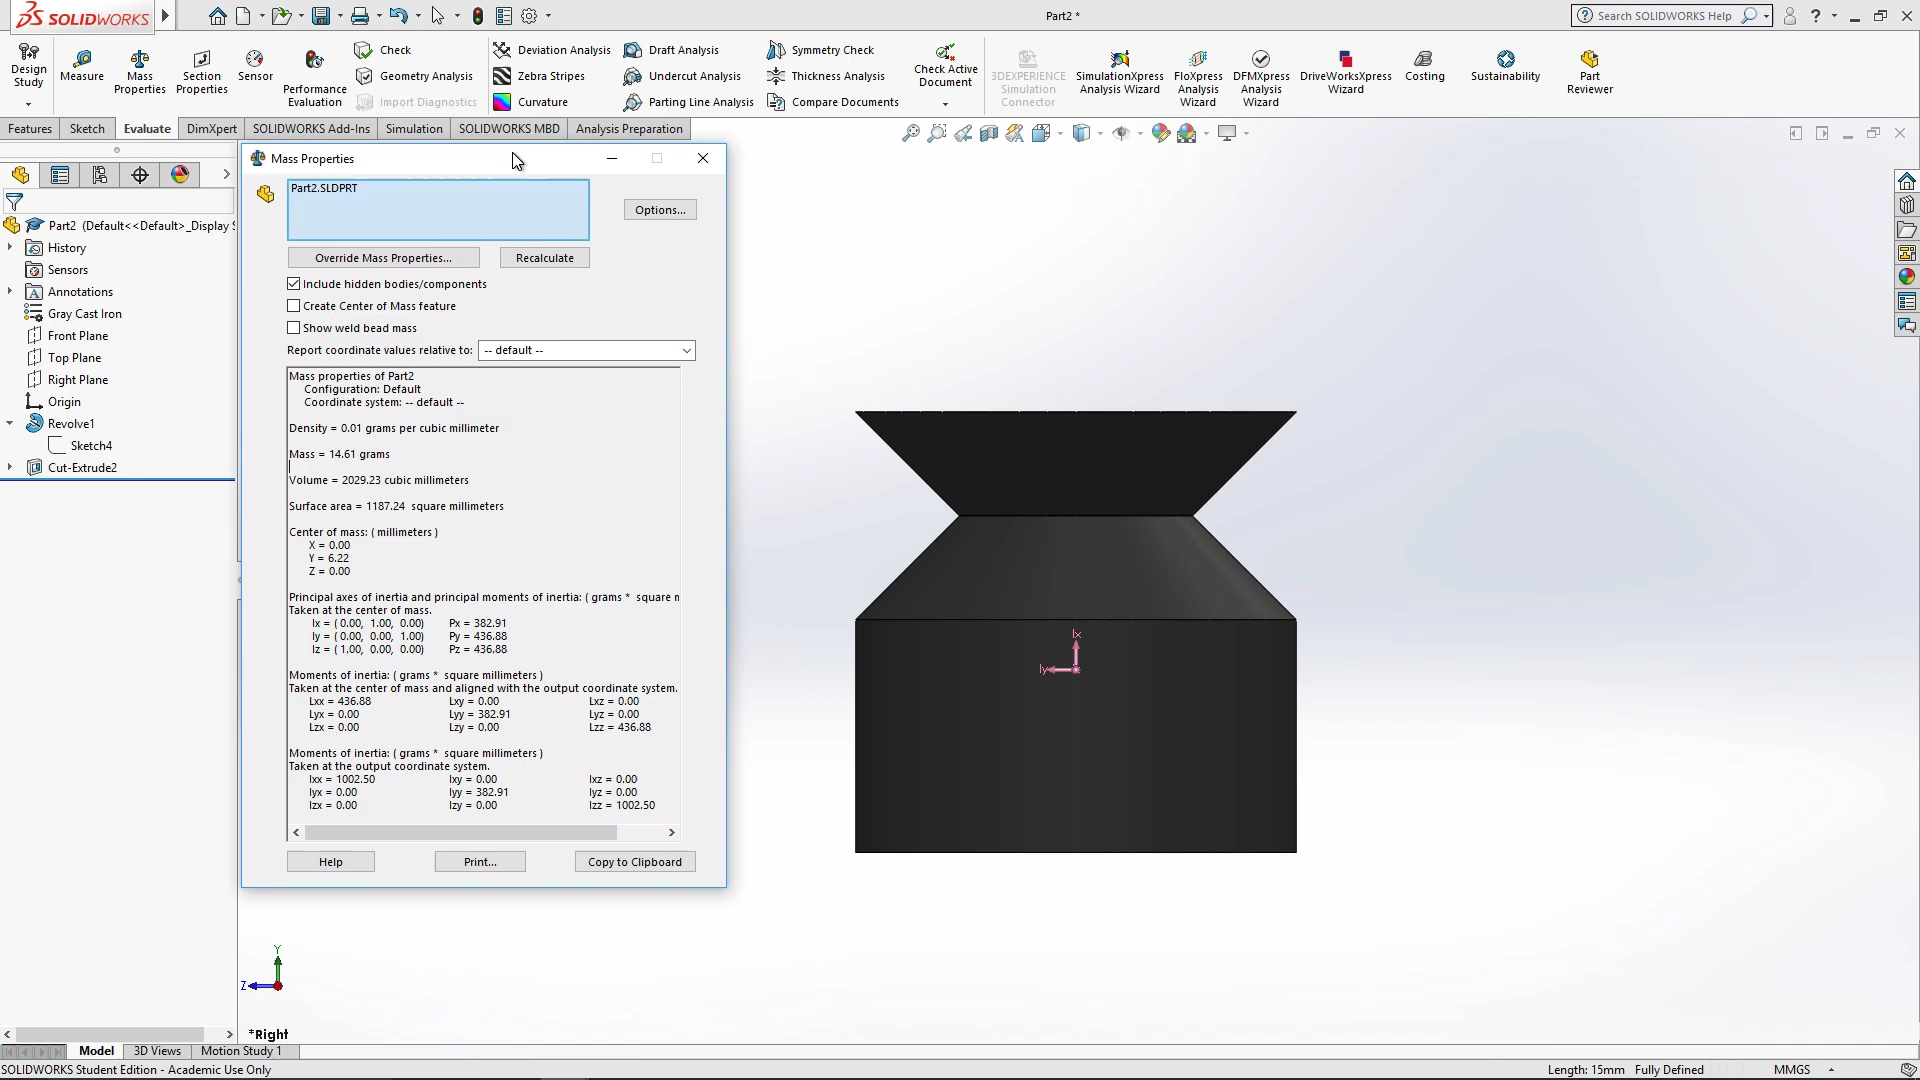 SOLIDWORKS
Part2 *
Search SOLIDWORKS Help
Design Study
Measure
Mass Properties
Section Properties
Sensor
Performance Evaluation
Check
Geometry Analysis
Import Diagnostics
Deviation Analysis
Zebra Stripes
Curvature
Draft Analysis
Undercut Analysis
Parting Line Analysis
Symmetry Check
Thickness Analysis
Compare Documents
Check Active Document
3DEXPERIENCE Simulation Connector
SimulationXpress Analysis Wizard
FloXpress Analysis Wizard
DFMXpress Analysis Wizard
DriveWorksXpress Wizard
Costing
Sustainability
Part Reviewer
Features Sketch Evaluate DimXpert SOLIDWORKS Add-Ins Simulation SOLIDWORKS MBD Analysis Preparation
Part2 (Default<<Default>_Display S
History
Sensors
Annotations
Gray Cast Iron
Front Plane
Top Plane
Right Plane
Origin
Revolve1
Sketch4
Cut-Extrude2
Mass Properties
Part2.SLDPRT
Options...
Override Mass Properties... Recalculate
Include hidden bodies/components
Create Center of Mass feature
Show weld bead mass
Report coordinate values relative to: -- default --
Mass properties of Part2
Configuration: Default
Coordinate system: -- default --
Density = 0.01 grams per cubic millimeter
Mass = 14.61 grams
Volume = 2029.23 cubic millimeters
Surface area = 1187.24 square millimeters
Center of mass: ( millimeters )
X = 0.00
Y = 6.22
Z = 0.00
Principal axes of inertia and principal moments of inertia: ( grams * square m
Taken at the center of mass.
Ix = ( 0.00, 1.00, 0.00) Px = 382.91
Iy = ( 0.00, 0.00, 1.00) Py = 436.88
Iz = ( 1.00, 0.00, 0.00) Pz = 436.88
Moments of inertia: ( grams * square millimeters )
Taken at the center of mass and aligned with the output coordinate system.
Lxx = 436.88 Lxy = 0.00 Lxz = 0.00
Lyx = 0.00 Lyy = 382.91 Lyz = 0.00
Lzx = 0.00 Lzy = 0.00 Lzz = 436.88
Moments of inertia: ( grams * square millimeters )
Taken at the output coordinate system.
Ixx = 1002.50 Ixy = 0.00 Ixz = 0.00
Iyx = 0.00 Iyy = 382.91 Iyz = 0.00
Izx = 0.00 Izy = 0.00 Izz = 1002.50
Help Print... Copy to Clipboard
Ix
Iy
Y
Z
*Right
Model 3D Views Motion Study 1
SOLIDWORKS Student Edition - Academic Use Only
Length: 15mm Fully Defined MMGS